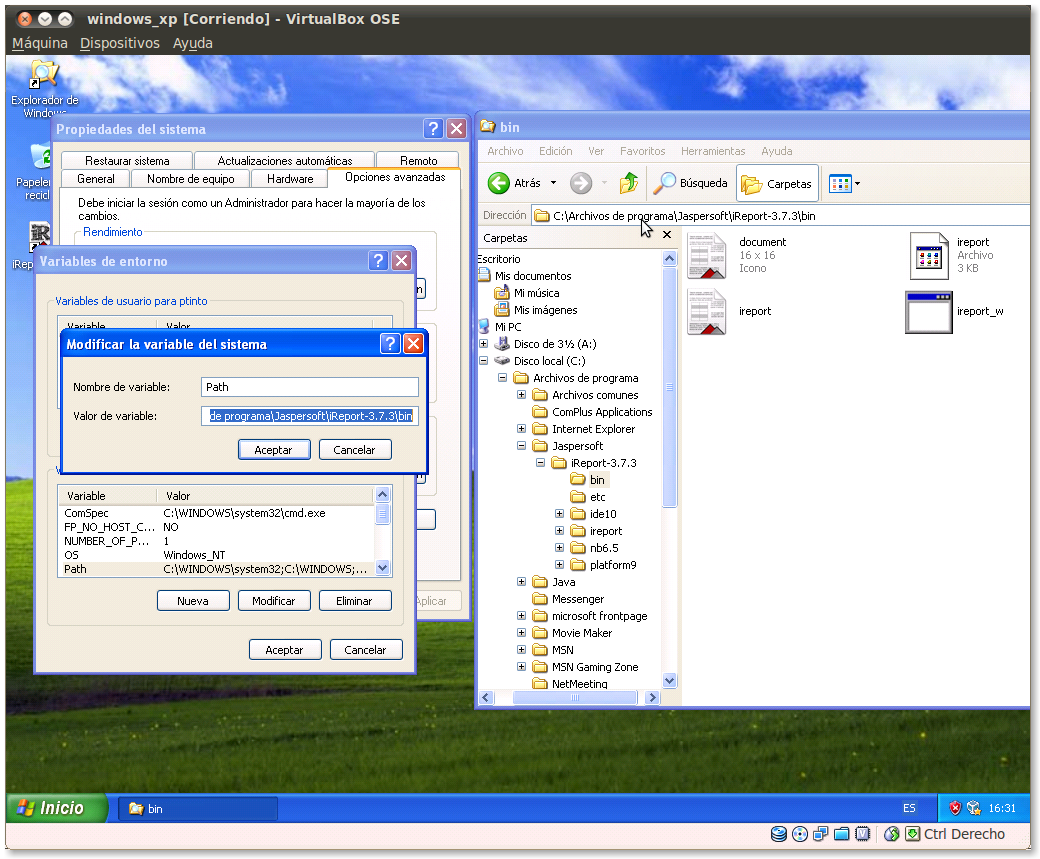 windows_xp [Corriendo] - VirtualBox OSE
Máquina Dispositivos Ayuda
Explorador de
Windows
Propiedades del sistema
Restaurar sistema Actualizaciones automáticas Remoto
General Nombre de equipo Hardware Opciones avanzadas
Debe iniciar la sesión como un Administrador para hacer la mayoría de los
cambios.
Rendimiento
Variables de entorno
Variables de usuario para ptinto
Variable Valor
Modificar la variable del sistema
Nombre de variable: Path
Valor de variable: de programa\Jaspersoft\iReport-3.7.3\bin
Aceptar Cancelar
Variable Valor
ComSpec C:\WINDOWS\system32\cmd.exe
FP_NO_HOST_C... NO
NUMBER_OF_P... 1
OS Windows_NT
Path C:\WINDOWS\system32;C:\WINDOWS;...
Nueva Modificar Eliminar
Aceptar Cancelar
Aplicar
bin
Archivo Edición Ver Favoritos Herramientas Ayuda
Atrás Búsqueda Carpetas
Dirección C:\Archivos de programa\Jaspersoft\iReport-3.7.3\bin
Carpetas
Escritorio
Mis documentos
Mi música
Mis imágenes
Mi PC
Disco de 3½ (A:)
Disco local (C:)
Archivos de programa
Archivos comunes
ComPlus Applications
Internet Explorer
Jaspersoft
iReport-3.7.3
bin
etc
ide10
ireport
nb6.5
platform9
Java
Messenger
microsoft frontpage
Movie Maker
MSN
MSN Gaming Zone
NetMeeting
document
16 x 16
Icono
ireport
Archivo
3 KB
ireport
ireport_w
Inicio bin ES 16:31
Ctrl Derecho